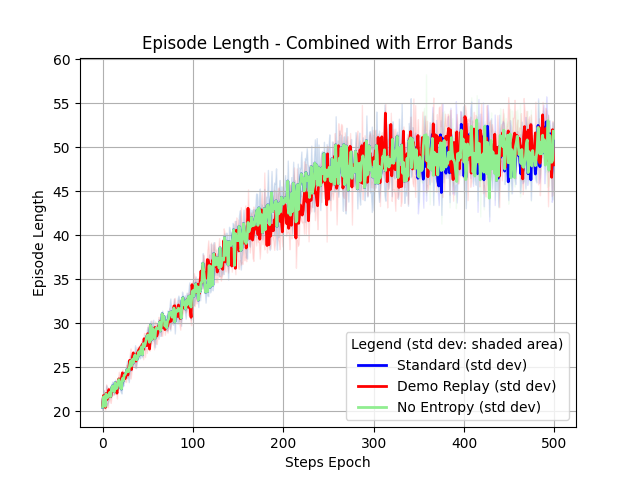 Episode Length - Combined with Error Bands
60
55
50
45
40
35
30
25
20
Episode Length
Legend (std dev: shaded area)
Standard (std dev)
Demo Replay (std dev)
No Entropy (std dev)
0 100 200 300 400 500
Steps Epoch